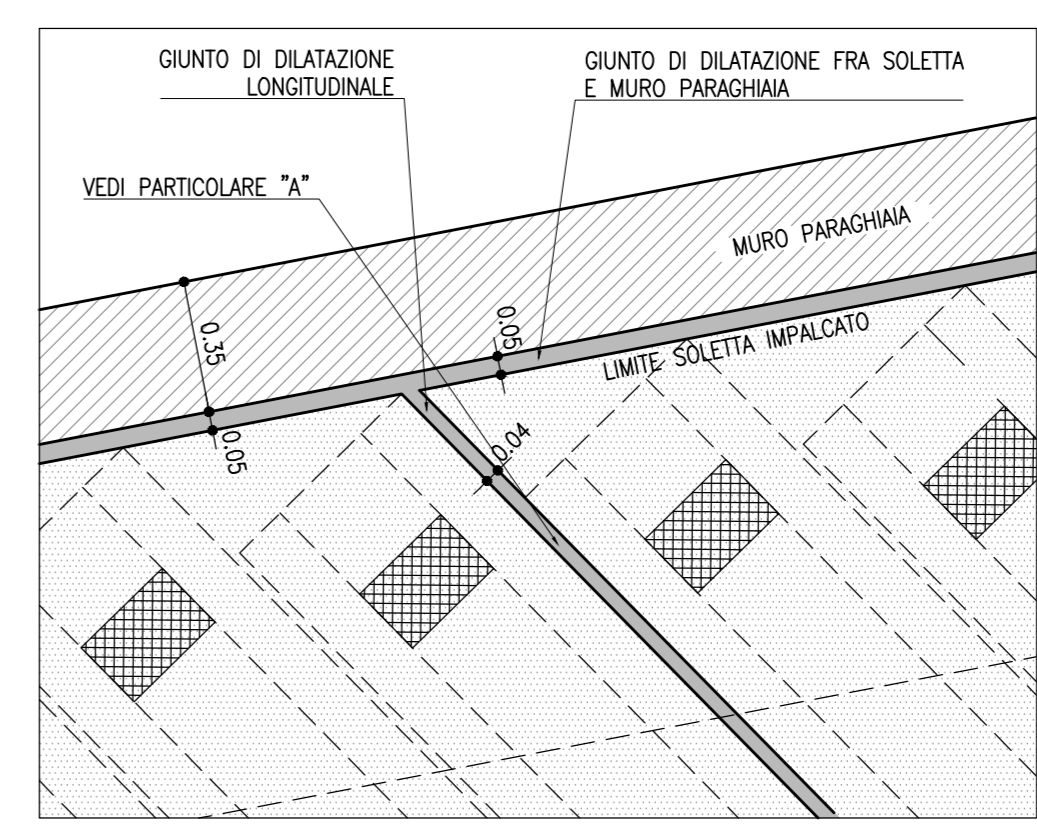 GIUNTO DI DILATAZIONE
LONGITUDINALE
GIUNTO DI DILATAZIONE FRA SOLETTA
E MURO PARAGHIAIA
VEDI PARTICOLARE "A"
MURO PARAGHIAIA
0.35
0.05
LIMITE SOLETTA IMPALCATO
0.05
0.04